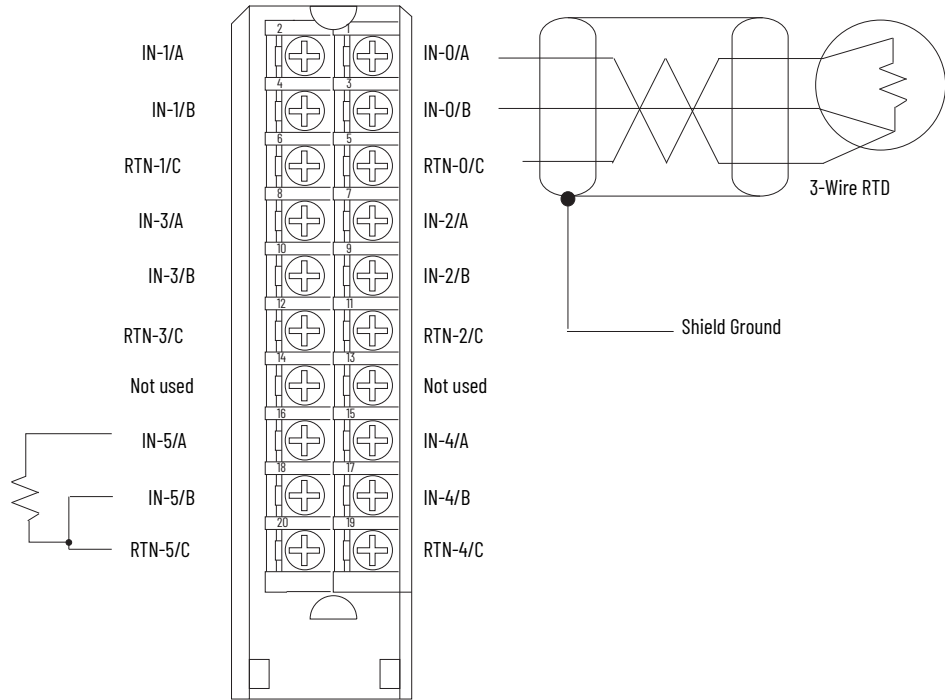 2 1
IN-1/A IN-0/A
4 3
IN-1/B IN-0/B
6 5
RTN-1/C RTN-0/C
3-Wire RTD
8 7
IN-3/A IN-2/A
10 9
IN-3/B IN-2/B
12 11
RTN-3/C RTN-2/C
Shield Ground
14 13
Not used Not used
16 15
IN-5/A IN-4/A
18 17
IN-5/B IN-4/B
20 19
RTN-5/C RTN-4/C